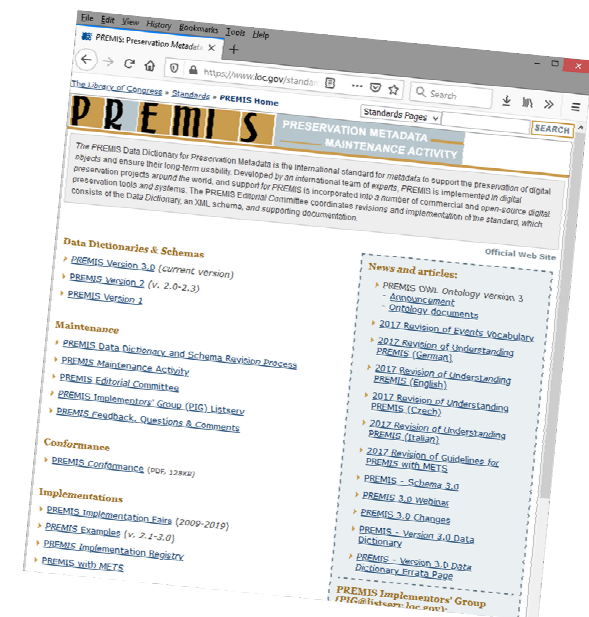 File Edit View History Bookmarks Tools Help
PREMIS: Preservation Metadata
https://www.loc.gov/standar
Search
The Library of Congress » Standards » PREMIS Home
Standards Pages
SEARCH
PREMIS
PRESERVATION METADATA
MAINTENANCE ACTIVITY
The PREMIS Data Dictionary for Preservation Metadata is the international standard for metadata to support the preservation of digital
objects and ensure their long-term usability. Developed by an international team of experts, PREMIS is implemented in digital
preservation projects around the world, and support for PREMIS is incorporated into a number of commercial and open-source digital
preservation tools and systems. The PREMIS Editorial Committee coordinates revisions and implementation of the standard, which
consists of the Data Dictionary, an XML schema, and supporting documentation.
Official Web Site
Data Dictionaries & Schemas
PREMIS Version 3.0 (current version)
PREMIS Version 2 (v. 2.0-2.3)
PREMIS Version 1
Maintenance
PREMIS Data Dictionary and Schema Revision Process
PREMIS Maintenance Activity
PREMIS Editorial Committee
PREMIS Implementors' Group (PIG) Listserv
PREMIS Feedback, Questions & Comments
Conformance
PREMIS Conformance (PDF, 128KB)
Implementations
PREMIS Implementation Fairs (2009-2019)
PREMIS Examples (v. 2.1-3.0)
PREMIS Implementation Registry
PREMIS with METS
News and articles:
PREMIS OWL Ontology version 3
- Announcement
- Ontology documents
2017 Revision of Events Vocabulary
2017 Revision of Understanding
PREMIS (German)
2017 Revision of Understanding
PREMIS (English)
2017 Revision of Understanding
PREMIS (Czech)
2017 Revision of Understanding
PREMIS (Italian)
2017 Revision of Guidelines for
PREMIS with METS
PREMIS - Schema 3.0
PREMIS 3.0 Webinar
PREMIS 3.0 Changes
PREMIS - Version 3.0 Data
Dictionary
PREMIS - Version 3.0 Data
Dictionary Errata Page
PREMIS Implementors' Group
(PIG@listserv.loc.gov):